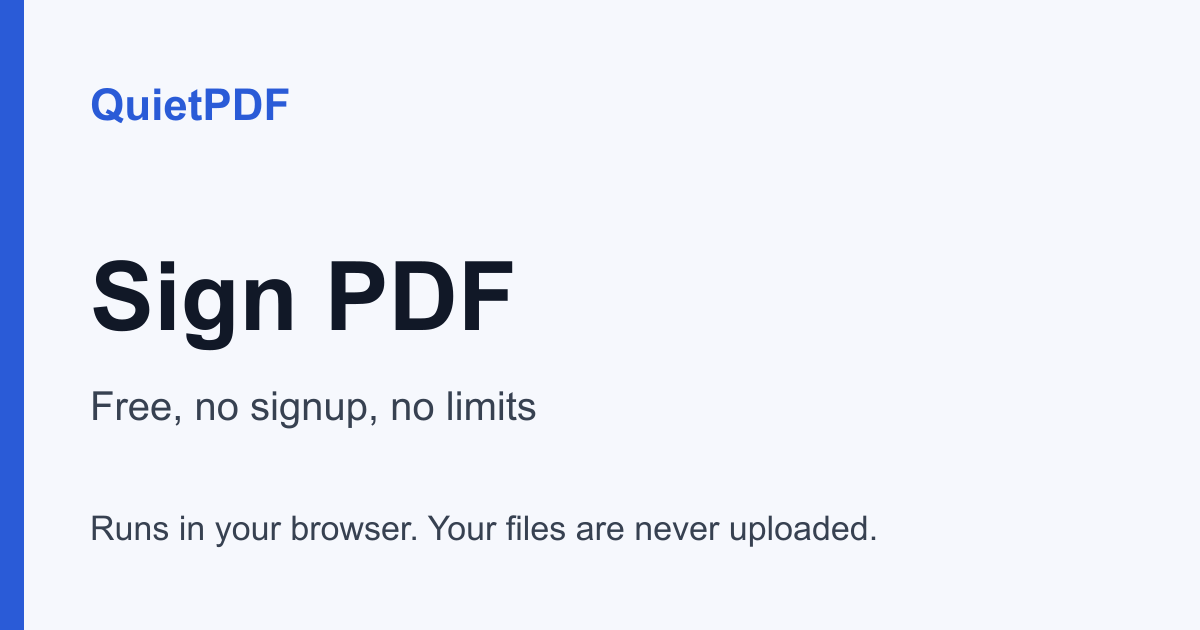 QuietPDF
Sign PDF
Free, no signup, no limits
Runs in your browser. Your files are never uploaded.